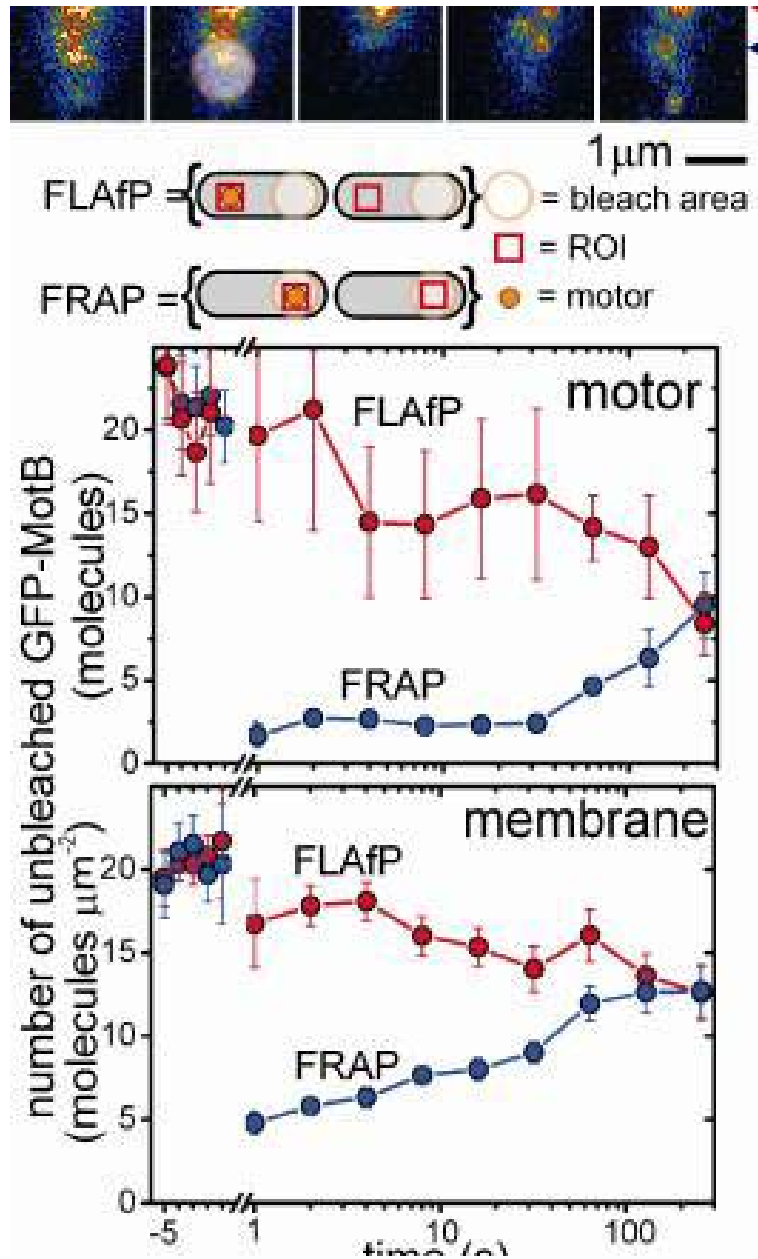 1μm
FLAfP ={ } = bleach area
= ROI
FRAP ={ } = motor
motor
FLAfP
FRAP
20
15
10
5
0
number of unbleached GFP-MotB
(molecules)
(molecules μm⁻²)
membrane
FLAfP
FRAP
20
15
10
5
0
-5 1 10 100
time (s)